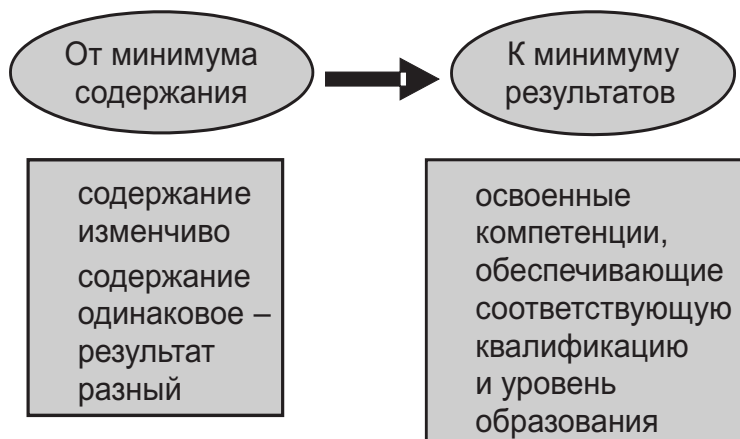 От минимума
содержания
К минимуму
результатов
содержание
изменчиво
содержание
одинаковое –
результат
разный
освоенные
компетенции,
обеспечивающие
соответствующую
квалификацию
и уровень
образования